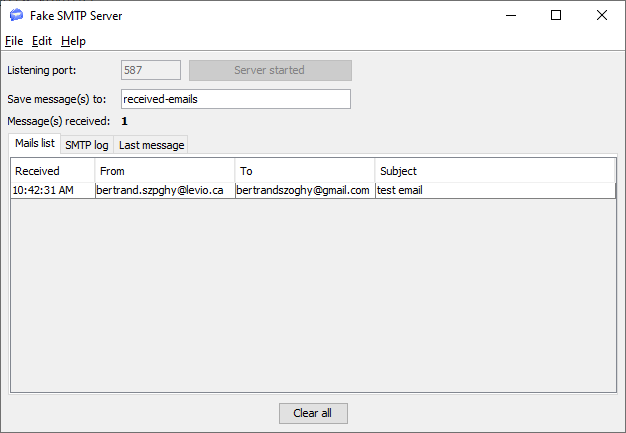 Fake SMTP Server
File Edit Help
Listening port: 587 Server started
Save message(s) to: received-emails
Message(s) received: 1
Mails list SMTP log Last message
Received From To Subject
10:42:31 AM bertrand.szpghy@levio.ca bertrandszoghy@gmail.com test email
Clear all